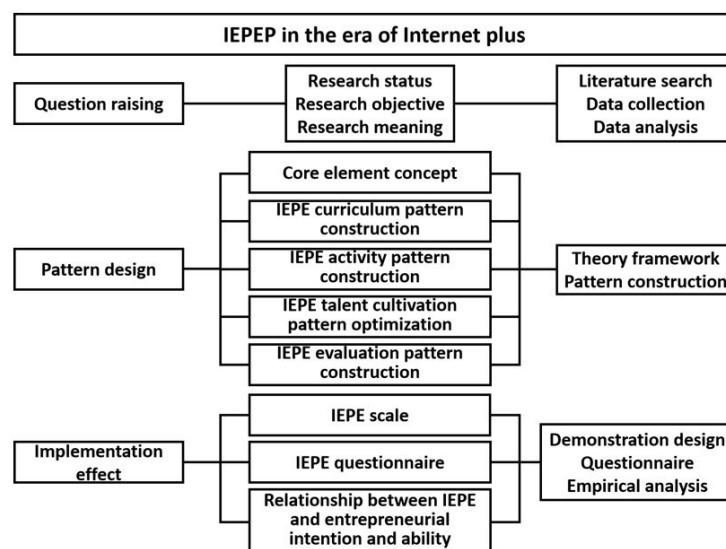 IEPEP in the era of Internet plus
Question raising
Research status
Research objective
Research meaning
Literature search
Data collection
Data analysis
Pattern design
Core element concept
IEPE curriculum pattern
construction
IEPE activity pattern
construction
IEPE talent cultivation
pattern optimization
IEPE evaluation pattern
construction
Theory framework
Pattern construction
Implementation
effect
IEPE scale
IEPE questionnaire
Relationship between IEPE
and entrepreneurial
intention and ability
Demonstration design
Questionnaire
Empirical analysis